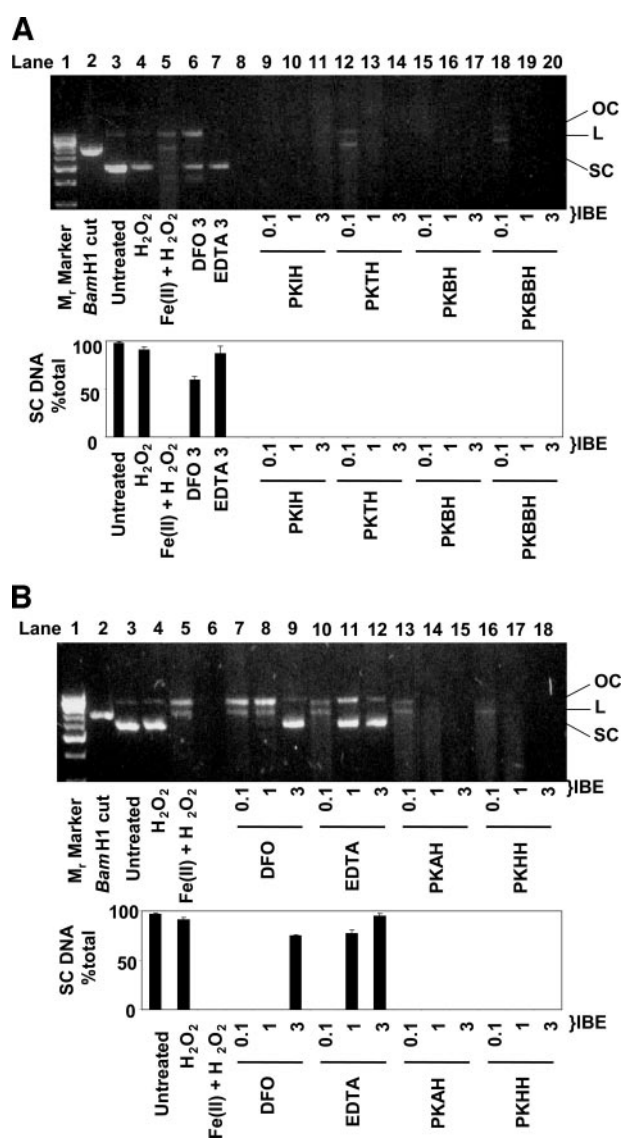 A
Lane 1 2 3 4 5 6 7 8 9 10 11 12 13 14 15 16 17 18 19 20
OC
L
SC
0.1 1 3 0.1 1 3 0.1 1 3 0.1 1 3 }IBE
Mr Marker
BamH1 cut
Untreated
H2O2
Fe(II) + H2O2
DFO 3
EDTA 3
PKIH
PKTH
PKBH
PKBBH
SC DNA
%total
100
50
0
0.1 1 3 0.1 1 3 0.1 1 3 0.1 1 3 }IBE
Untreated
H2O2
Fe(II) + H2O2
DFO 3
EDTA 3
PKIH
PKTH
PKBH
PKBBH
B
Lane 1 2 3 4 5 6 7 8 9 10 11 12 13 14 15 16 17 18
OC
L
SC
0.1 1 3 0.1 1 3 0.1 1 3 0.1 1 3 }IBE
Mr Marker
BamH1 cut
Untreated
H2O2
Fe(II) + H2O2
DFO
EDTA
PKAH
PKHH
SC DNA
%total
100
50
0
0.1 1 3 0.1 1 3 0.1 1 3 0.1 1 3 }IBE
Untreated
H2O2
Fe(II) + H2O2
DFO
EDTA
PKAH
PKHH